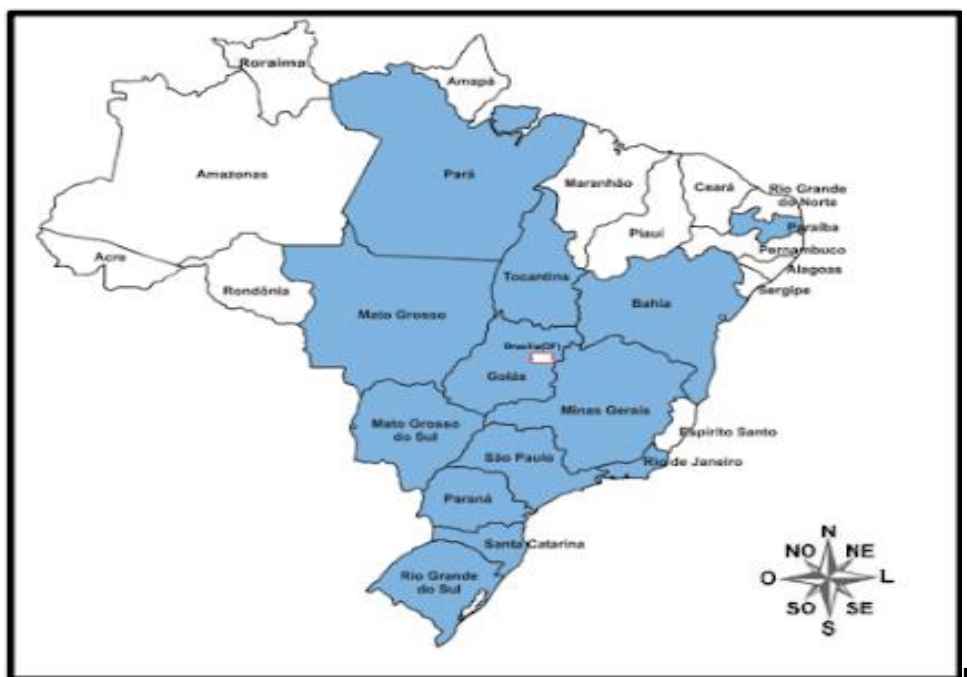 Roraima
Amapá
Amazonas
Pará
Maranhão
Ceará
Rio Grande
do Norte
Paraíba
Piauí
Pernambuco
Acre
Alagoas
Rondônia
Tocantins
Sergipe
Bahia
Mato Grosso
Brasília(DF)
Goiás
Minas Gerais
Mato Grosso
do Sul
Espírito Santo
São Paulo
Rio de Janeiro
Paraná
Santa Catarina
Rio Grande
do Sul
N
NO
NE
O
L
SO
SE
S